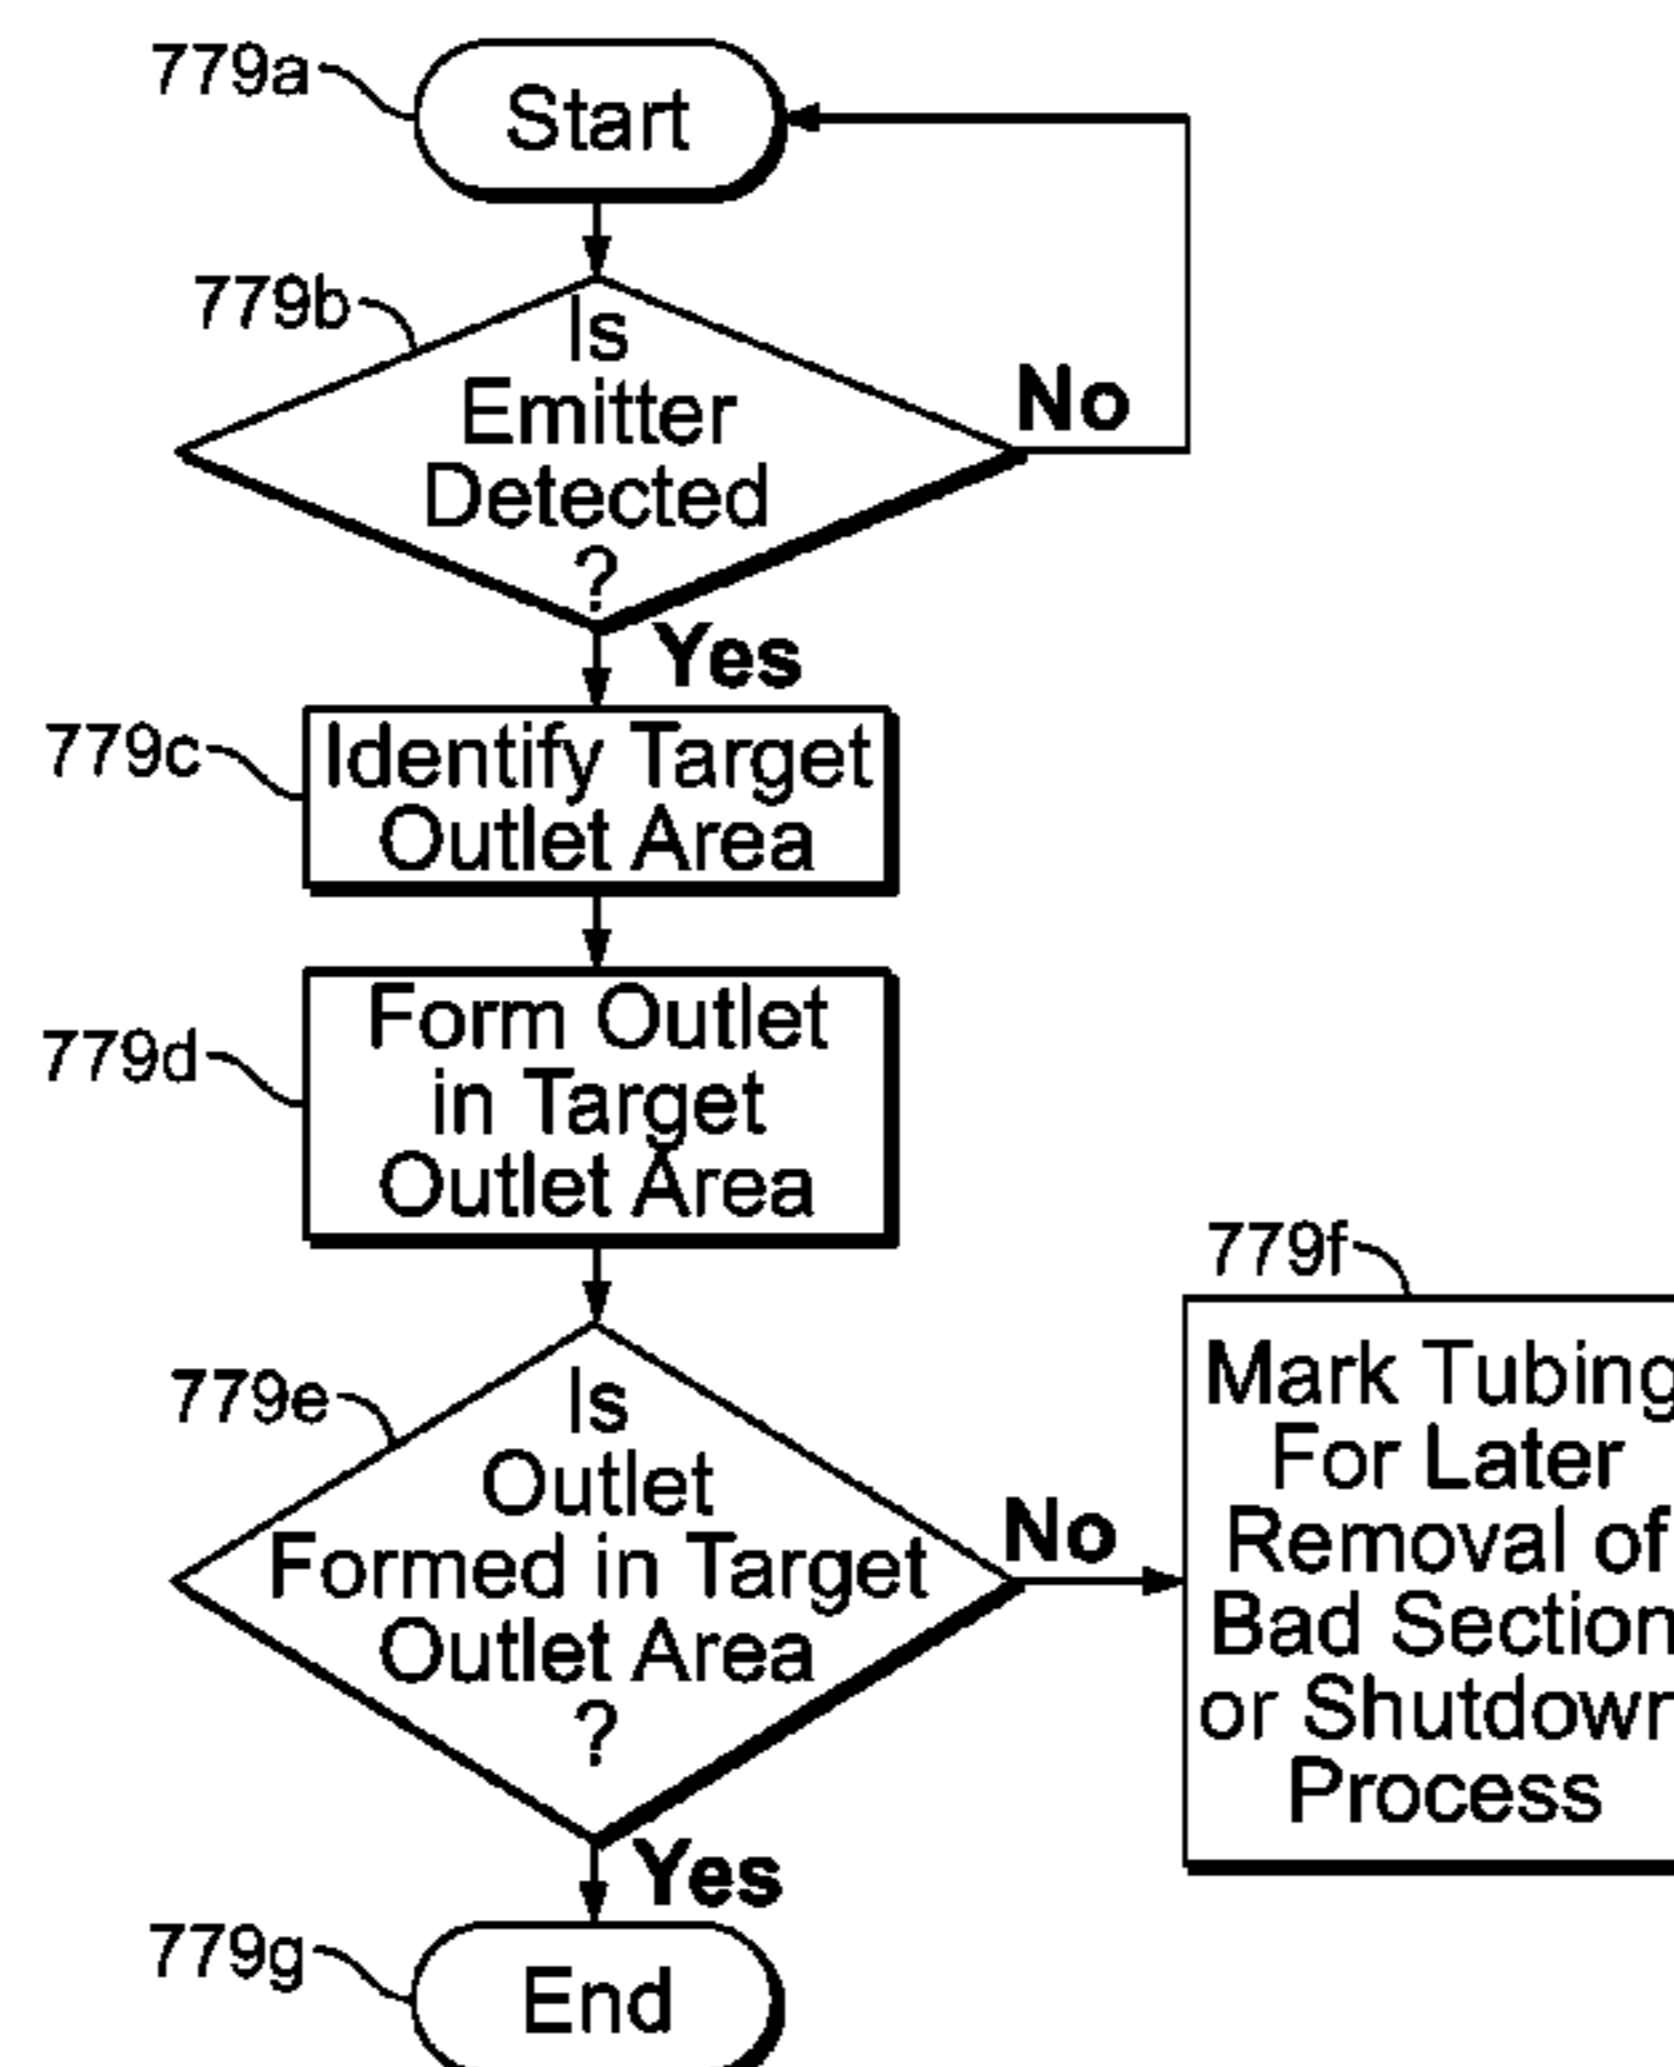 779a
Start
779b
Is
Emitter
Detected
?
No
Yes
779c
Identify Target
Outlet Area
779d
Form Outlet
in Target
Outlet Area
779e
Is
Outlet
Formed in Target
Outlet Area
?
No
779f
Mark Tubing
For Later
Removal of
Bad Section
or Shutdown
Process
Yes
779g
End